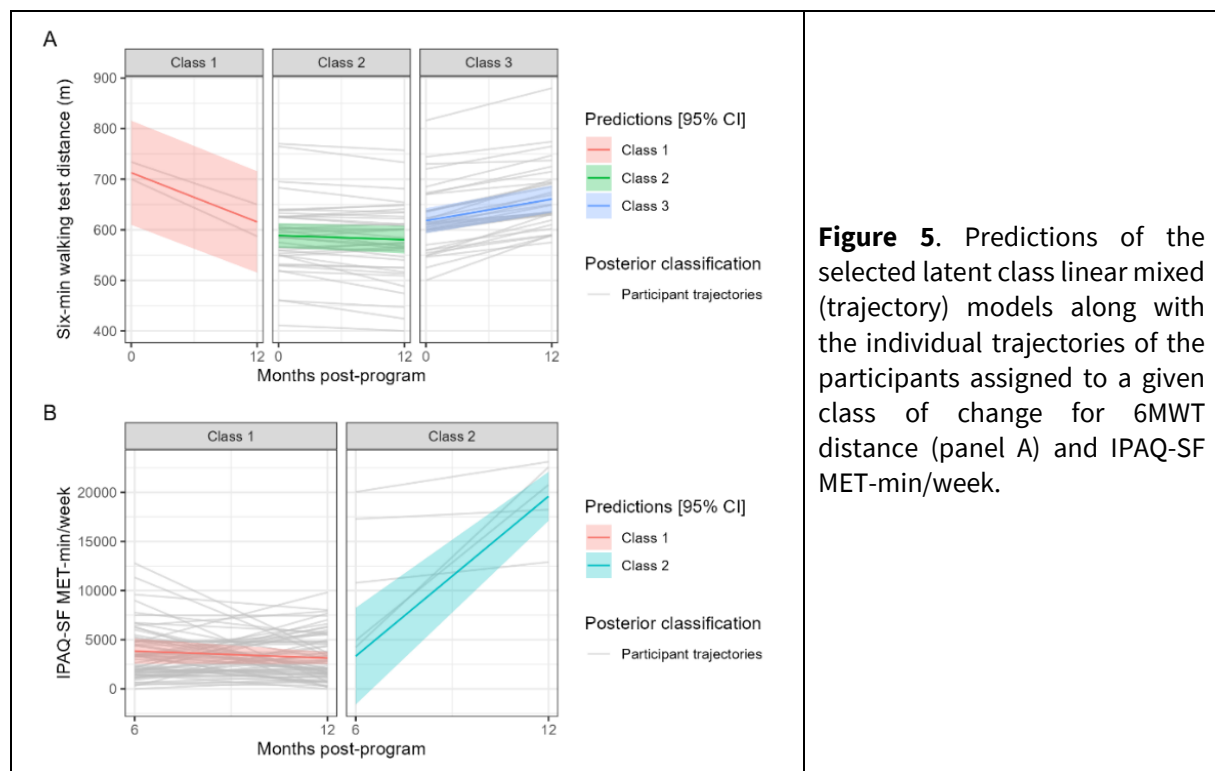 A
Class 1
Class 2
Class 3
Six-min walking test distance (m)
900
800
700
600
500
400
0
12
0
12
0
12
Months post-program
Predictions [95% CI]
Class 1
Class 2
Class 3
Posterior classification
Participant trajectories
B
Class 1
Class 2
IPAQ-SF MET-min/week
20000
15000
10000
5000
0
6
12
6
12
Months post-program
Predictions [95% CI]
Class 1
Class 2
Posterior classification
Participant trajectories
Figure 5. Predictions of the
selected latent class linear mixed
(trajectory) models along with
the individual trajectories of the
participants assigned to a given
class of change for 6MWT
distance (panel A) and IPAQ-SF
MET-min/week.